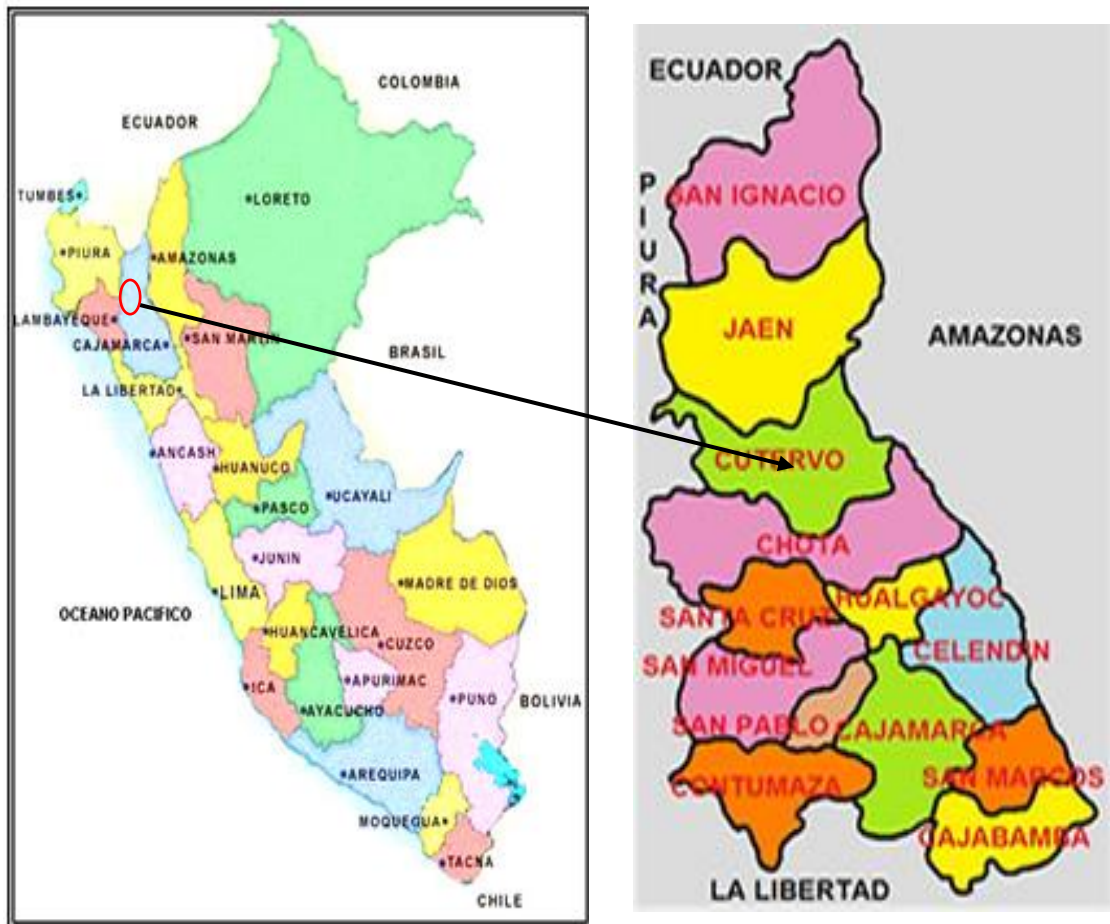 COLOMBIA
ECUADOR
TUMBES
LORETO
PIURA
AMAZONAS
LAMBAYEQUE
CAJAMARCA
SAN MARTIN
BRASIL
LA LIBERTAD
ANCASH
HUANUCO
UCAYALI
PASCO
JUNIN
MADRE DE DIOS
LIMA
OCEANO PACIFICO
HUANCAVELICA
CUZCO
ICA
APURIMAC
PUNO
BOLIVIA
AYACUCHO
AREQUIPA
MOQUEGUA
TACNA
CHILE
ECUADOR
PIURA
SAN IGNACIO
JAEN
AMAZONAS
CUTERVO
CHOTA
HUALGAYOC
SANTA CRUZ
CELENDIN
SAN MIGUEL
SAN PABLO
CAJAMARCA
SAN MARCOS
CONTUMAZA
CAJABAMBA
LA LIBERTAD